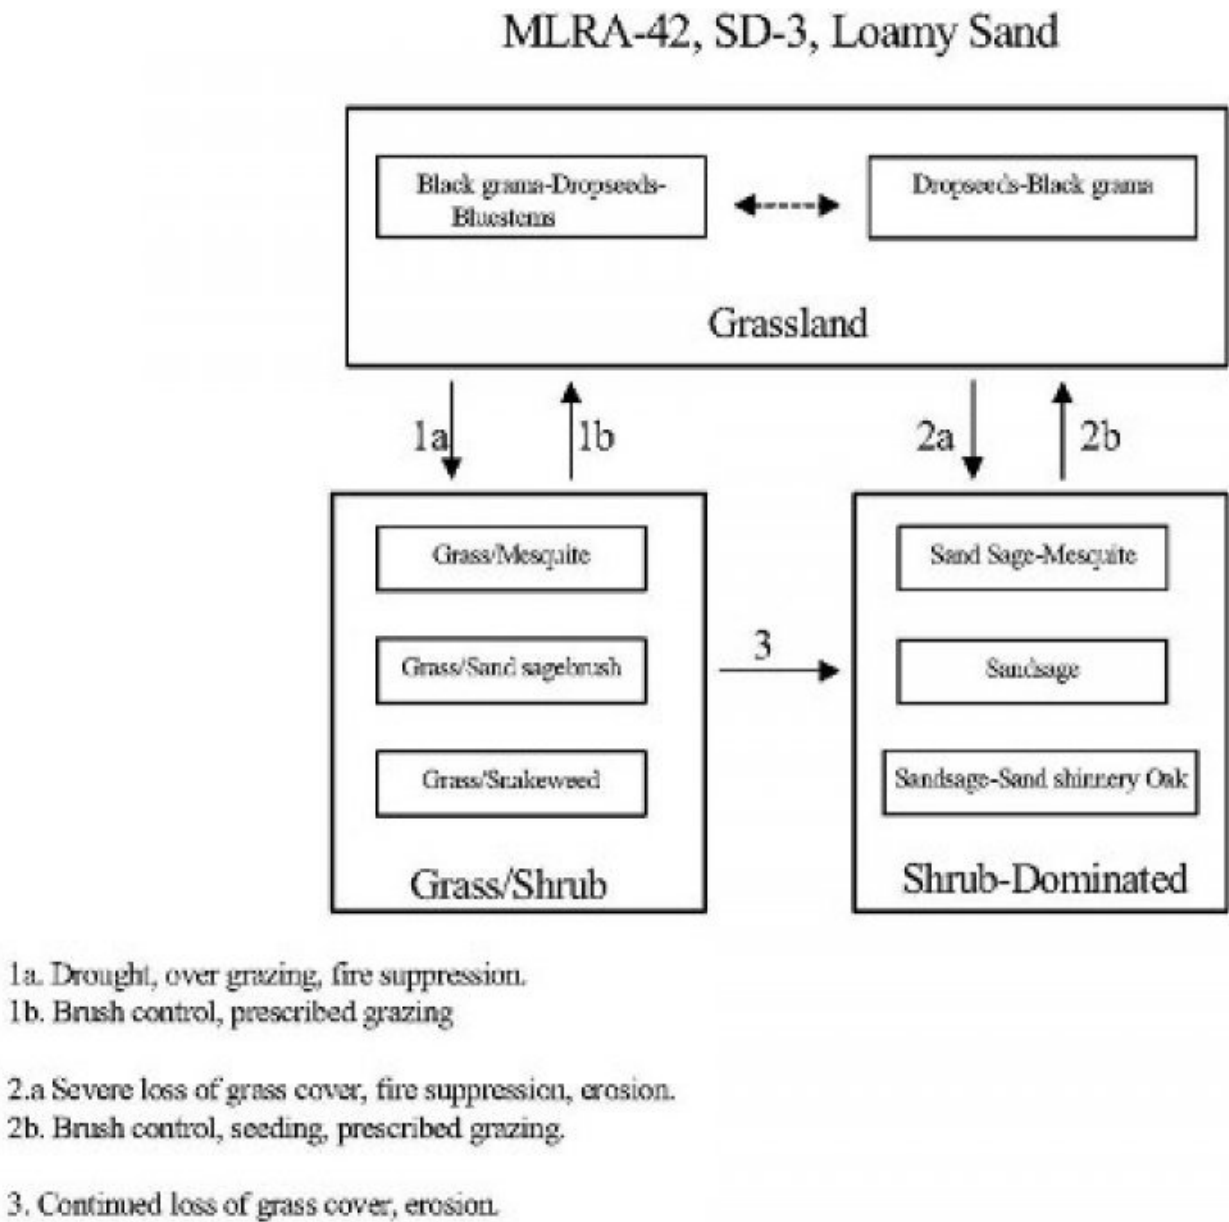 MLRA-42, SD-3, Loamy Sand
Black grama-Dropseeds-
Bluestems
Dropseeds-Black grama
Grassland
1a
1b
2a
2b
Grass/Mesquite
Grass/Sand sagebrush
Grass/Snakeweed
Grass/Shrub
3
Sand Sage-Mesquite
Sandsage
Sandsage-Sand shinnery Oak
Shrub-Dominated
1a. Drought, over grazing, fire suppression.
1b. Brush control, prescribed grazing
2.a Severe loss of grass cover, fire suppression, erosion.
2b. Brush control, seeding, prescribed grazing.
3. Continued loss of grass cover, erosion.